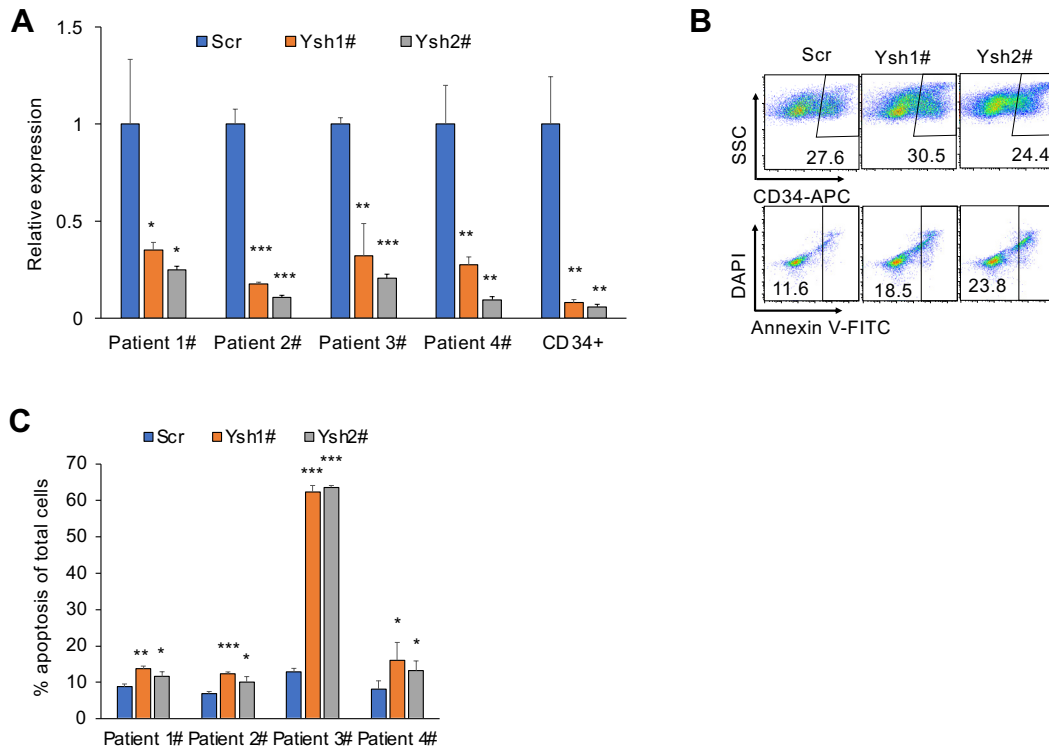 A
1.5
Scr Ysh1# Ysh2#
1
0.5
0
Relative expression
* *
*** ***
** ***
** **
** **
Patient 1# Patient 2# Patient 3# Patient 4# CD34+
B
Scr Ysh1# Ysh2#
SSC
27.6 30.5 24.4
CD34-APC
DAPI
11.6 18.5 23.8
Annexin V-FITC
C
Scr Ysh1# Ysh2#
70
60
50
40
30
20
10
0
% apoptosis of total cells
** *
*** *
*** ***
* *
Patient 1# Patient 2# Patient 3# Patient 4#